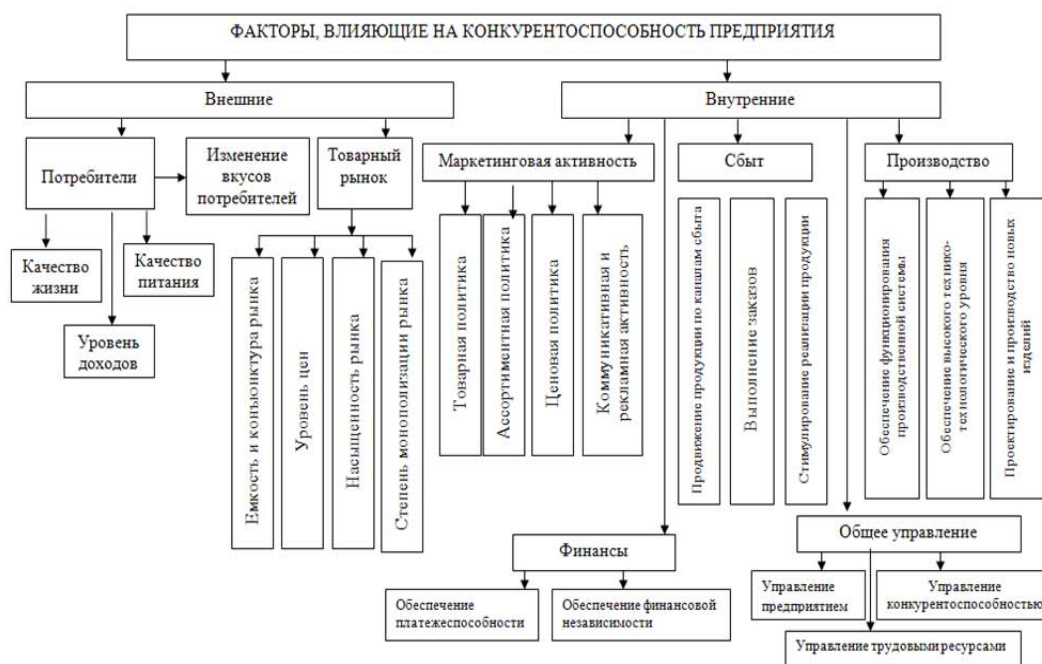 ФАКТОРЫ, ВЛИЯЮЩИЕ НА КОНКУРЕНТОСПОСОБНОСТЬ ПРЕДПРИЯТИЯ
Внешние
Внутренние
Потребители
Изменение
вкусов
потребителей
Товарный
рынок
Маркетинговая активность
Сбыт
Производство
Качество
жизни
Качество
питания
Уровень
доходов
Емкость и конъюнктура рынка
Уровень цен
Насыщенность рынка
Степень монополизации рынка
Товарная политика
Ассортиментная политика
Ценовая политика
Коммуникативная и
рекламная активность
Продвижение продукции по каналам сбыта
Выполнение заказов
Стимулирование реализации продукции
Обеспечение функционирования
производственной системы
Обеспечение высокого технико-
технологического уровня
Проектирование и производство новых
изделий
Финансы
Общее управление
Обеспечение
платежеспособности
Обеспечение финансовой
независимости
Управление
предприятием
Управление
конкурентоспособностью
Управление трудовыми ресурсами